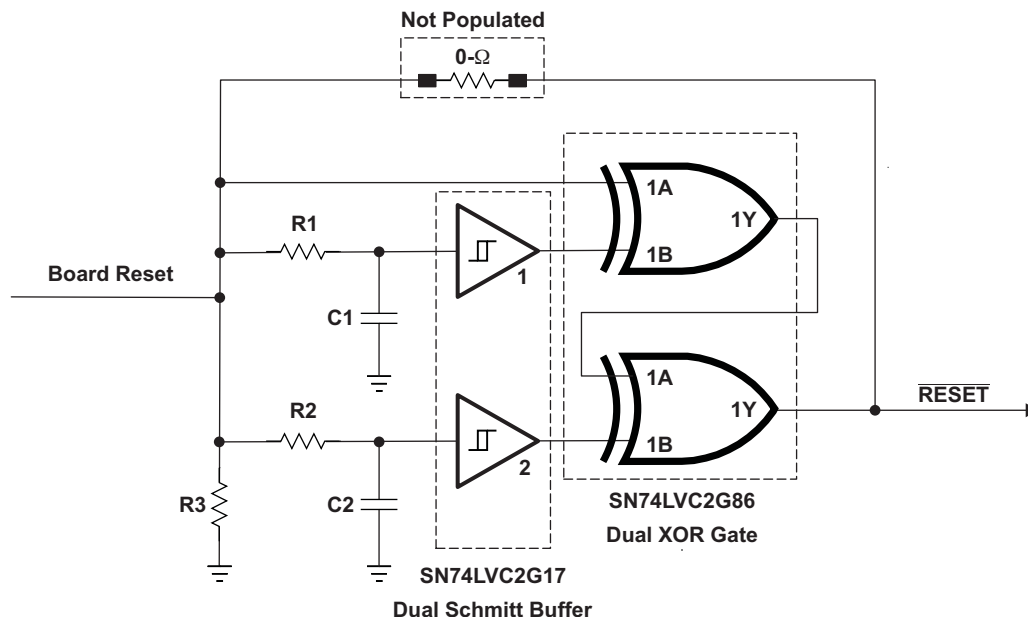 Not Populated
0-Ω
1A
1Y
1B
R1
1
Board Reset
C1
R2
1A
1Y
1B
RESET
2
R3
C2
SN74LVC2G86
Dual XOR Gate
SN74LVC2G17
Dual Schmitt Buffer